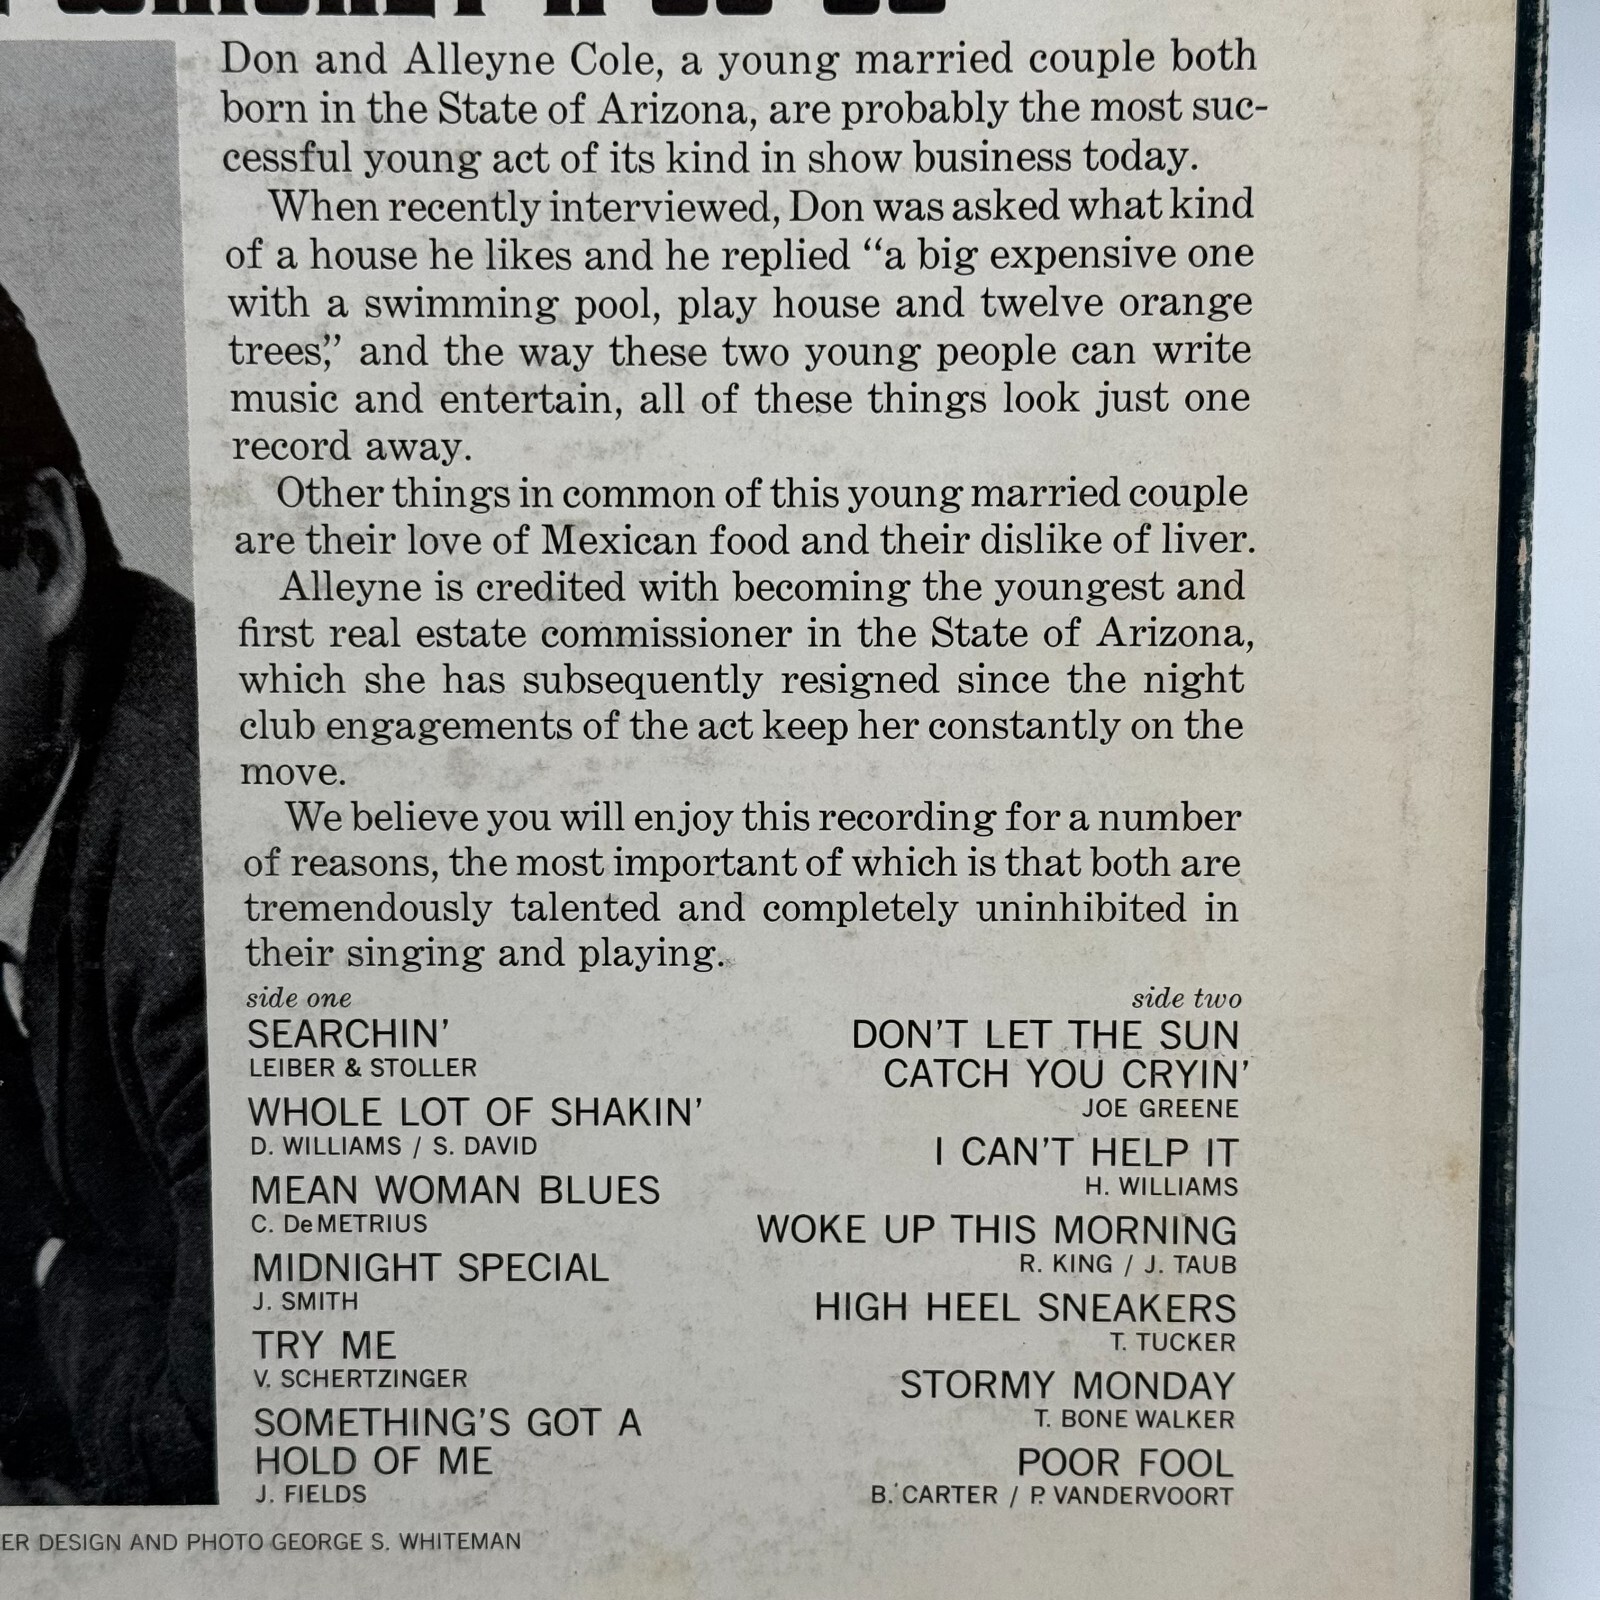 Don and Alleyne Cole, a young married couple both
born in the State of Arizona, are probably the most suc-
cessful young act of its kind in show business today.
When recently interviewed, Don was asked what kind
of a house he likes and he replied “a big expensive one
with a swimming pool, play house and twelve orange
trees,” and the way these two young people can write
music and entertain, all of these things look just one
record away.
Other things in common of this young married couple
are their love of Mexican food and their dislike of liver.
Alleyne is credited with becoming the youngest and
first real estate commissioner in the State of Arizona,
which she has subsequently resigned since the night
club engagements of the act keep her constantly on the
move.
We believe you will enjoy this recording for a number
of reasons, the most important of which is that both are
tremendously talented and completely uninhibited in
their singing and playing.
side one
SEARCHIN’
LEIBER & STOLLER
WHOLE LOT OF SHAKIN’
D. WILLIAMS / S. DAVID
MEAN WOMAN BLUES
C. DeMETRIUS
MIDNIGHT SPECIAL
J. SMITH
TRY ME
V. SCHERTZINGER
SOMETHING’S GOT A
HOLD OF ME
J. FIELDS
side two
DON’T LET THE SUN
CATCH YOU CRYIN’
JOE GREENE
I CAN’T HELP IT
H. WILLIAMS
WOKE UP THIS MORNING
R. KING / J. TAUB
HIGH HEEL SNEAKERS
T. TUCKER
STORMY MONDAY
T. BONE WALKER
POOR FOOL
B. CARTER / P. VANDERVOORT
ER DESIGN AND PHOTO GEORGE S. WHITEMAN